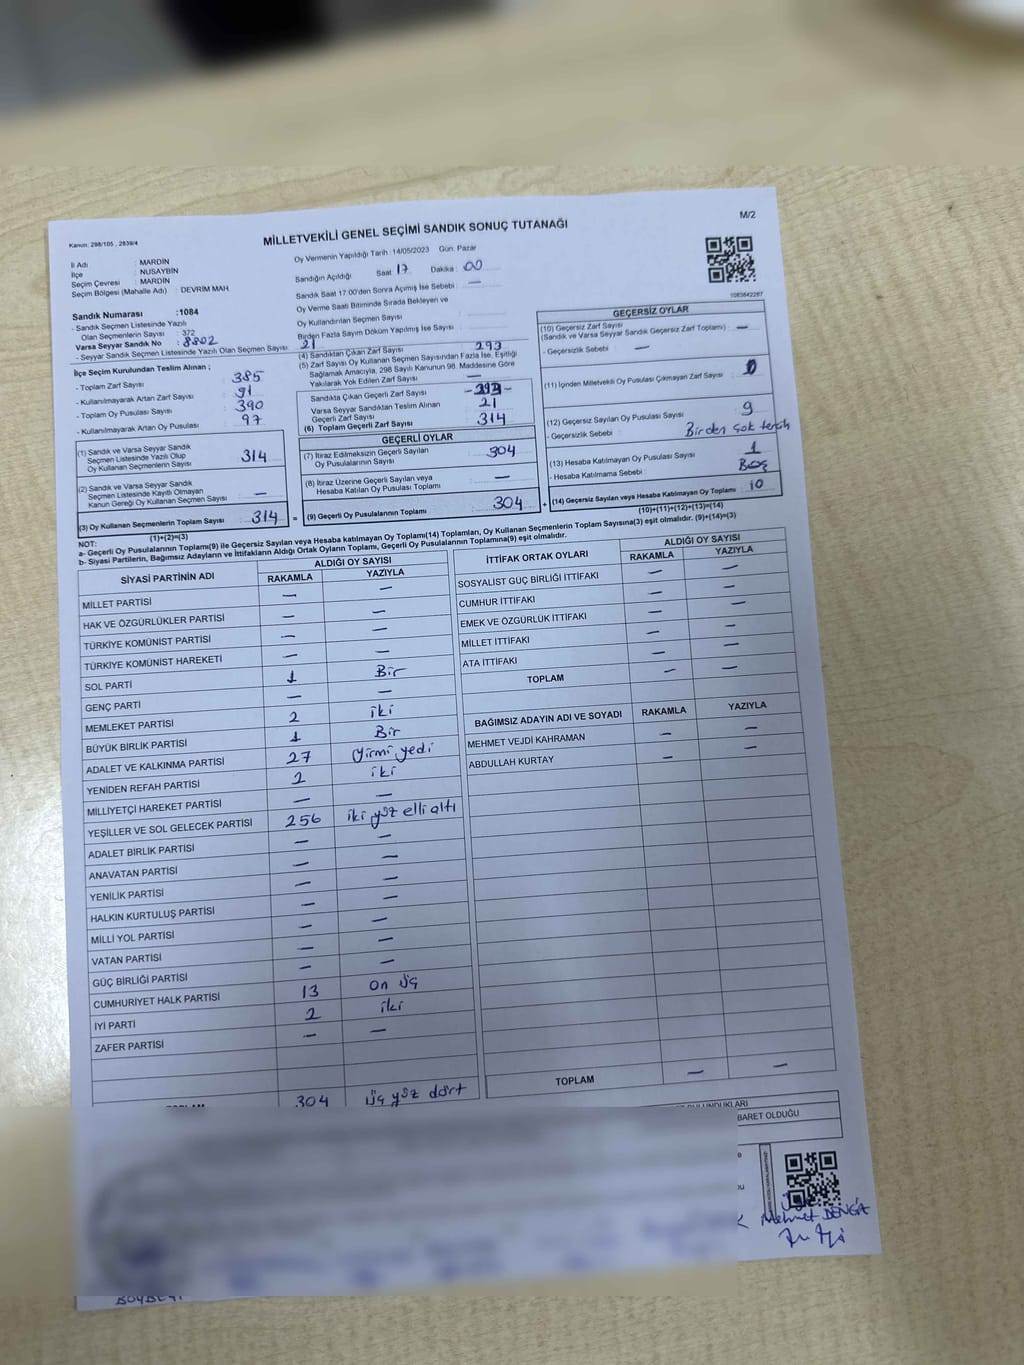 M/2
Kanun: 298/105 , 2839/4
MİLLETVEKİLİ GENEL SEÇİMİ SANDIK SONUÇ TUTANAĞI
İl Adı : MARDİN
İlçe : NUSAYBİN
Seçim Çevresi : MARDİN
Seçim Bölgesi (Mahalle Adı) : DEVRİM MAH.
Oy Vermenin Yapıldığı Tarih :14/05/2023 Gün: Pazar
Sandığın Açıldığı Saat 17 Dakika : 00
Sandık Saat 17:00'den Sonra Açılmış İse Sebebi : —
Oy Verme Saati Bitiminde Sırada Bekleyen ve
Oy Kullandırılan Seçmen Sayısı :
Birden Fazla Sayım Döküm Yapılmış İse Sayısı :
1083842287
Sandık Numarası :1084
- Sandık Seçmen Listesinde Yazılı
Olan Seçmenlerin Sayısı : 372
Varsa Seyyar Sandık No : 8802
- Seyyar Sandık Seçmen Listesinde Yazılı Olan Seçmen Sayısı : 21
İlçe Seçim Kurulundan Teslim Alınan ;
- Toplam Zarf Sayısı : 385
- Kullanılmayarak Artan Zarf Sayısı : 91
- Toplam Oy Pusulası Sayısı : 390
- Kullanılmayarak Artan Oy Pusulası : 97
(1) Sandık ve Varsa Seyyar Sandık
Seçmen Listesinde Yazılı Olup
Oy Kullanan Seçmenlerin Sayısı 314
(2) Sandık ve Varsa Seyyar Sandık
Seçmen Listesinde Kayıtlı Olmayan
Kanun Gereği Oy Kullanan Seçmen Sayısı —
(3) Oy Kullanan Seçmenlerin Toplam Sayısı 314
(1)+(2)=(3)
(4) Sandıktan Çıkan Zarf Sayısı 293
(5) Zarf Sayısı Oy Kullanan Seçmen Sayısından Fazla İse, Eşitliği
Sağlamak Amacıyla, 298 Sayılı Kanunun 98. Maddesine Göre
Yakılarak Yok Edilen Zarf Sayısı —
Sandıkta Çıkan Geçerli Zarf Sayısı - 293 -
Varsa Seyyar Sandıktan Teslim Alınan
Geçerli Zarf Sayısı 21
(6) Toplam Geçerli Zarf Sayısı 314
GEÇERLİ OYLAR
(7) İtiraz Edilmeksizin Geçerli Sayılan
Oy Pusulalarının Sayısı 304
(8) İtiraz Üzerine Geçerli Sayılan veya
Hesaba Katılan Oy Pusulası Toplamı —
= (9) Geçerli Oy Pusulalarının Toplamı 304 +
GEÇERSİZ OYLAR
(10) Geçersiz Zarf Sayısı —
(Sandık ve Varsa Seyyar Sandık Geçersiz Zarf Toplamı)
- Geçersizlik Sebebi : —
(11) İçinden Milletvekili Oy Pusulası Çıkmayan Zarf Sayısı : 0
(12) Geçersiz Sayılan Oy Pusulası Sayısı : 9
- Geçersizlik Sebebi : Birden çok tercih
(13) Hesaba Katılmayan Oy Pusulası Sayısı : 1
- Hesaba Katılmama Sebebi : Boş
(14) Geçersiz Sayılan veya Hesaba Katılmayan Oy Toplamı : 10
(10)+(11)+(12)+(13)=(14)
NOT:
a- Geçerli Oy Pusulalarının Toplamı(9) ile Geçersiz Sayılan veya Hesaba katılmayan Oy Toplamı(14) Toplamları, Oy Kullanan Seçmenlerin Toplam Sayısına(3) eşit olmalıdır. (9)+(14)=(3)
b- Siyasi Partilerin, Bağımsız Adayların ve İttifakların Aldığı Ortak Oyların Toplamı, Geçerli Oy Pusulalarının Toplamına(9) eşit olmalıdır.
SİYASİ PARTİNİN ADI ALDIĞI OY SAYISI
RAKAMLA YAZIYLA
MİLLET PARTİSİ — —
HAK VE ÖZGÜRLÜKLER PARTİSİ — —
TÜRKİYE KOMÜNİST PARTİSİ — —
TÜRKİYE KOMÜNİST HAREKETİ — —
SOL PARTİ 1 Bir
GENÇ PARTİ — —
MEMLEKET PARTİSİ 2 iki
BÜYÜK BİRLİK PARTİSİ 1 Bir
ADALET VE KALKINMA PARTİSİ 27 Yirmi yedi
YENİDEN REFAH PARTİSİ 2 iki
MİLLİYETÇİ HAREKET PARTİSİ — —
YEŞİLLER VE SOL GELECEK PARTİSİ 256 iki yüz elli altı
ADALET BİRLİK PARTİSİ — —
ANAVATAN PARTİSİ — —
YENİLİK PARTİSİ — —
HALKIN KURTULUŞ PARTİSİ — —
MİLLİ YOL PARTİSİ — —
VATAN PARTİSİ — —
GÜÇ BİRLİĞİ PARTİSİ — —
CUMHURİYET HALK PARTİSİ 13 on üç
İYİ PARTİ 2 iki
ZAFER PARTİSİ — —
TOPLAM 304 üç yüz dört
İTTİFAK ORTAK OYLARI ALDIĞI OY SAYISI
RAKAMLA YAZIYLA
SOSYALİST GÜÇ BİRLİĞİ İTTİFAKI — —
CUMHUR İTTİFAKI — —
EMEK VE ÖZGÜRLÜK İTTİFAKI — —
MİLLET İTTİFAKI — —
ATA İTTİFAKI — —
TOPLAM — —
BAĞIMSIZ ADAYIN ADI VE SOYADI RAKAMLA YAZIYLA
MEHMET VEJDİ KAHRAMAN — —
ABDULLAH KURTAY — —
TOPLAM — —
BULUNDUKLARI
BARET OLDUĞU
Mehmet DENGİZ